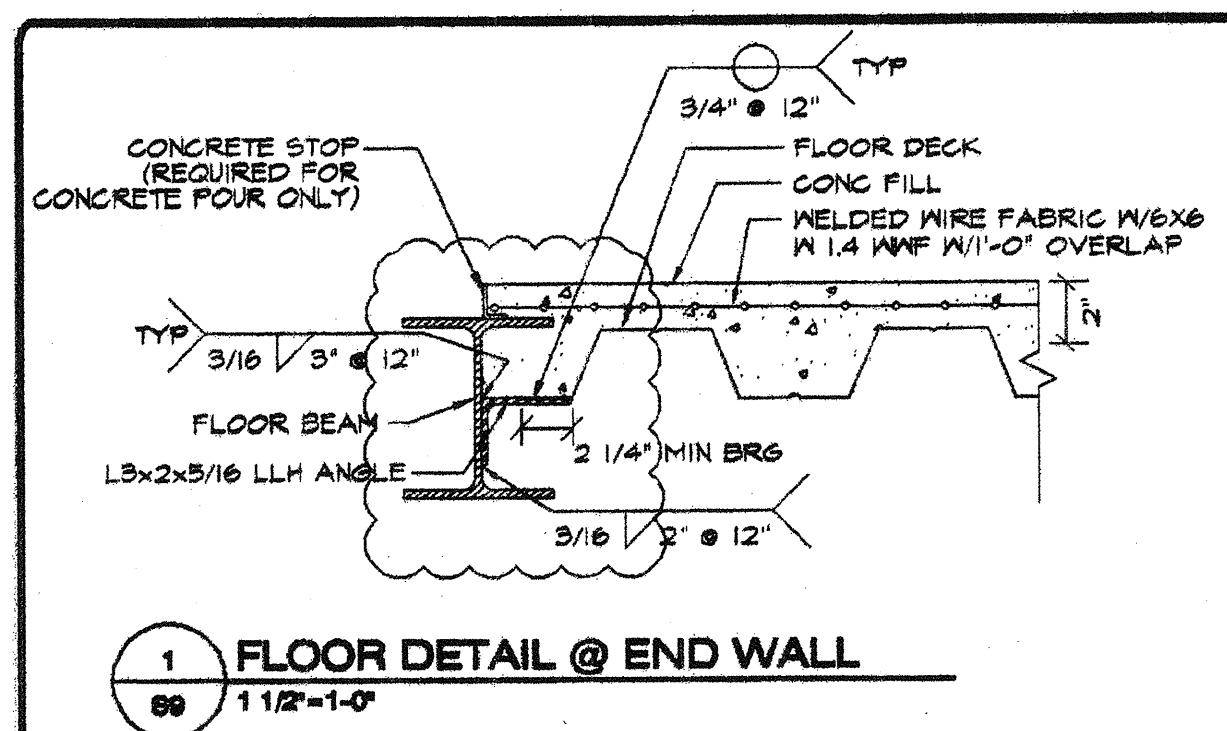 TYP
3/4" @ 12"
CONCRETE STOP
(REQUIRED FOR
CONCRETE POUR ONLY)
FLOOR DECK
CONC FILL
WELDED WIRE FABRIC W/6X6
W 1.4 WWF W/1'-0" OVERLAP
2"
TYP
3/16 3" @ 12"
FLOOR BEAM
2 1/4" MIN BRG
L3x2x5/16 LLH ANGLE
3/16 2" @ 12"
1 FLOOR DETAIL @ END WALL
S9 1 1/2"=1-0"